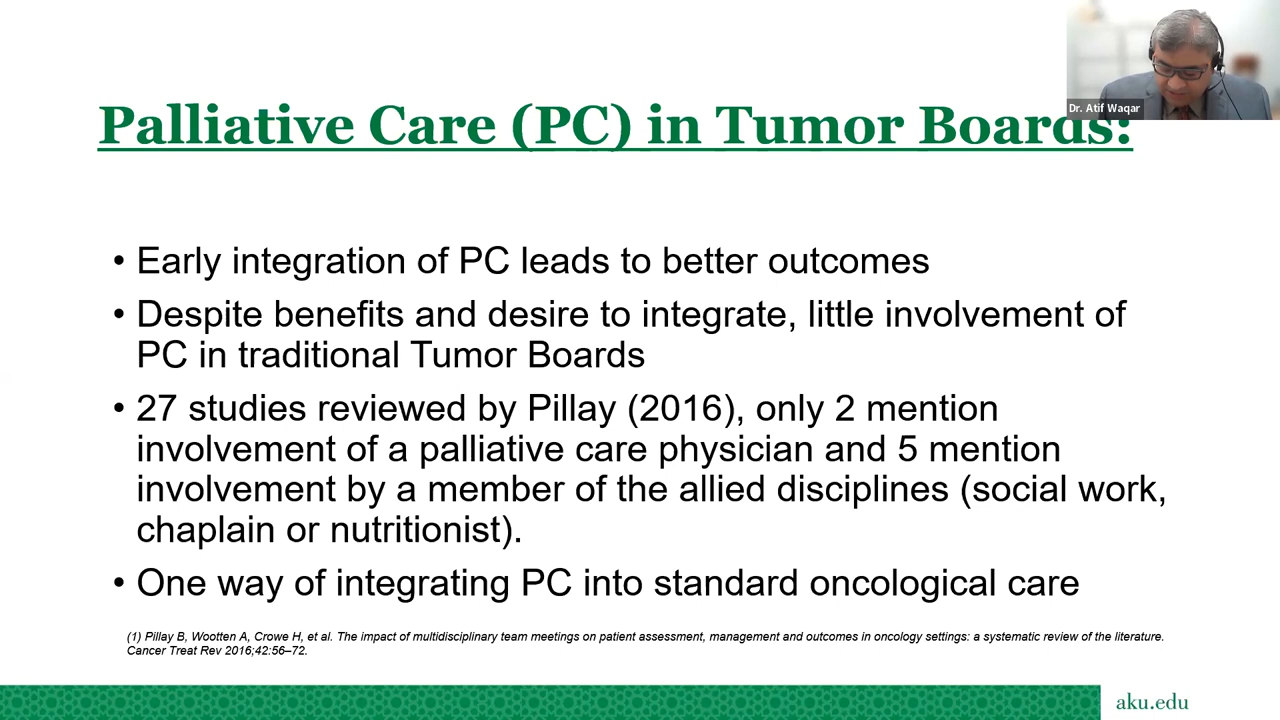 Dr. Atif Waqar
Palliative Care (PC) in Tumor Boards:
• Early integration of PC leads to better outcomes
• Despite benefits and desire to integrate, little involvement of
PC in traditional Tumor Boards
• 27 studies reviewed by Pillay (2016), only 2 mention
involvement of a palliative care physician and 5 mention
involvement by a member of the allied disciplines (social work,
chaplain or nutritionist).
• One way of integrating PC into standard oncological care
(1) Pillay B, Wootten A, Crowe H, et al. The impact of multidisciplinary team meetings on patient assessment, management and outcomes in oncology settings: a systematic review of the literature.
Cancer Treat Rev 2016;42:56–72.
aku.edu